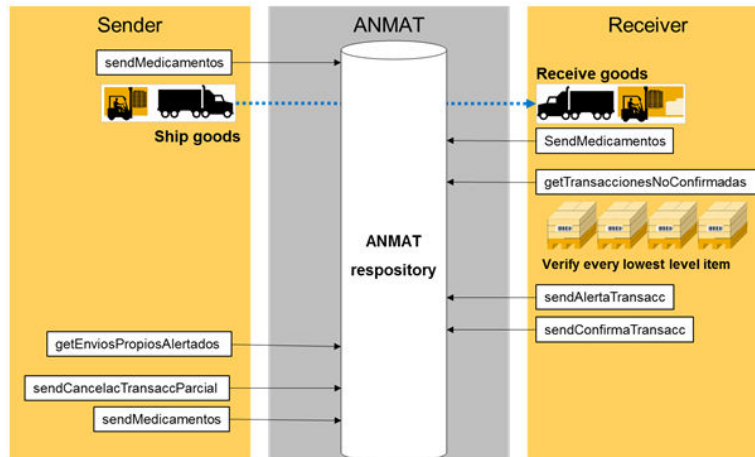 Sender
ANMAT
Receiver
sendMedicamentos
Ship goods
Receive goods
SendMedicamentos
getTransaccionesNoConfirmadas
ANMAT
respository
Verify every lowest level item
sendAlertaTransacc
sendConfirmaTransacc
getEnviosPropiosAlertados
sendCancelacTransaccParcial
sendMedicamentos